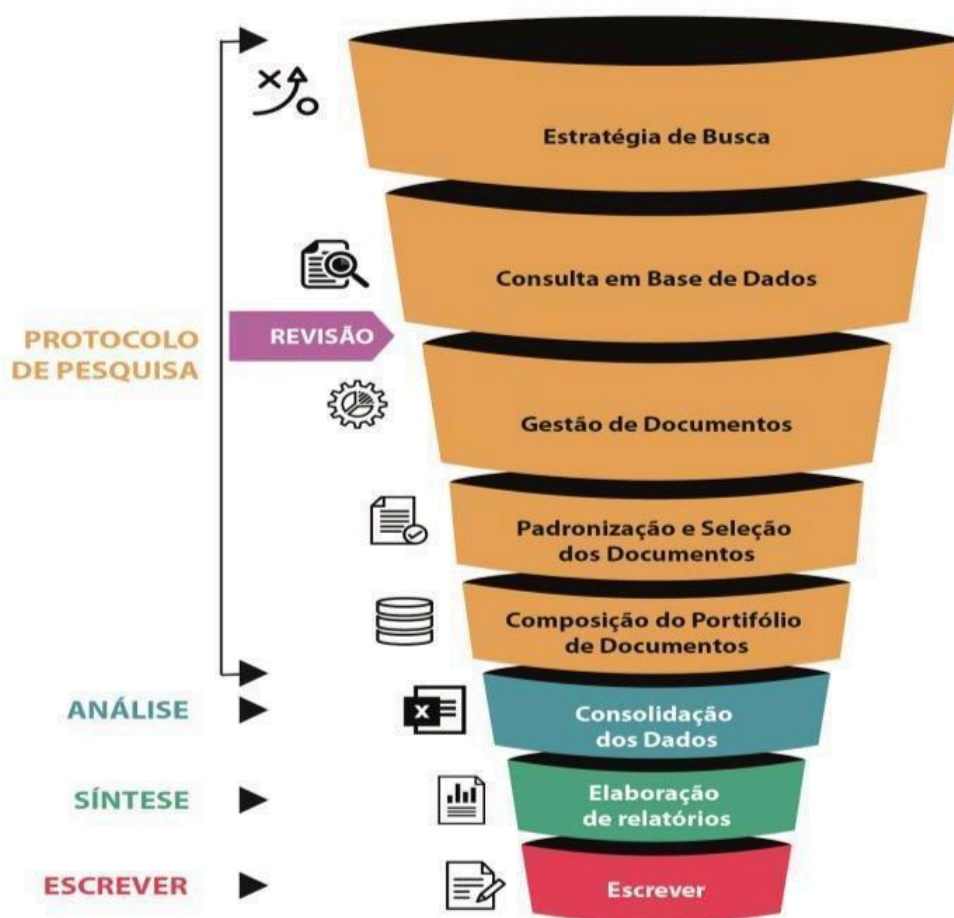 Estratégia de Busca
Consulta em Base de Dados
REVISÃO
PROTOCOLO
DE PESQUISA
Gestão de Documentos
Padronização e Seleção
dos Documentos
Composição do Portifólio
de Documentos
ANÁLISE
Consolidação
dos Dados
SÍNTESE
Elaboração
de relatórios
ESCREVER
Escrever